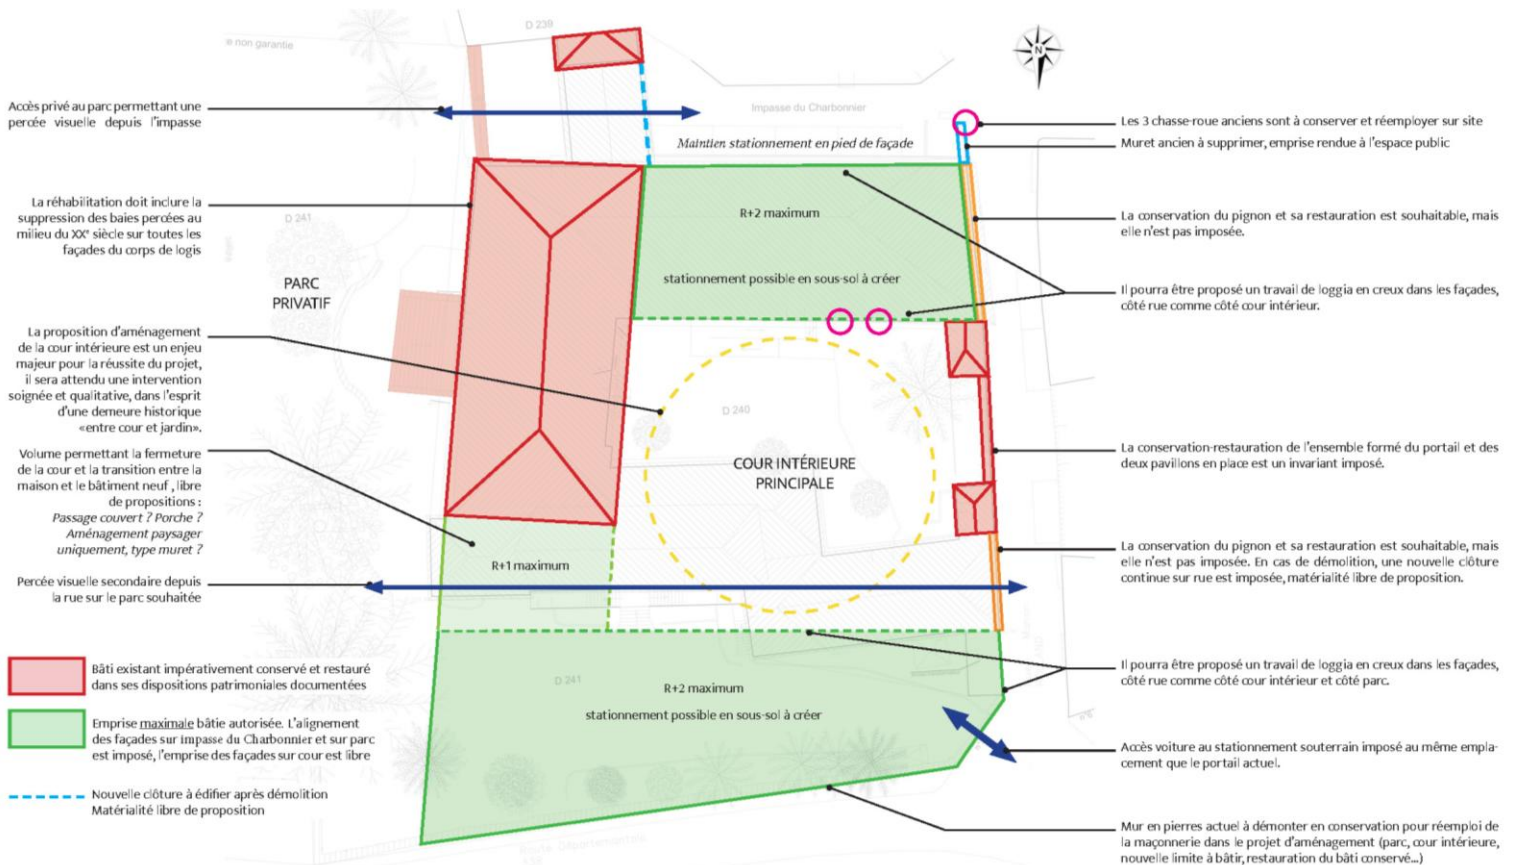 D 239
e non garantie
N
Accès privé au parc permettant une
percée visuelle depuis l'impasse
Impasse du Charbonnier
Maintien stationnement en pied de façade
Les 3 chasse-roue anciens sont à conserver et réemployer sur site
Muret ancien à supprimer, emprise rendue à l'espace public
La réhabilitation doit inclure la
suppression des baies percées au
milieu du XXe siècle sur toutes les
façades du corps de logis
D 241
PARC
PRIVATIF
R+2 maximum
stationnement possible en sous-sol à créer
La conservation du pignon et sa restauration est souhaitable, mais
elle n'est pas imposée.
Il pourra être proposé un travail de loggia en creux dans les façades,
côté rue comme côté cour intérieur.
La proposition d'aménagement
de la cour intérieure est un enjeu
majeur pour la réussite du projet,
il sera attendu une intervention
soignée et qualitative, dans l'esprit
d'une demeure historique
«entre cour et jardin».
D 240
COUR INTÉRIEURE
PRINCIPALE
La conservation-restauration de l'ensemble formé du portail et des
deux pavillons en place est un invariant imposé.
Volume permettant la fermeture
de la cour et la transition entre la
maison et le bâtiment neuf , libre
de propositions :
Passage couvert ? Porche ?
Aménagement paysager
uniquement, type muret ?
R+1 maximum
La conservation du pignon et sa restauration est souhaitable, mais
elle n'est pas imposée. En cas de démolition, une nouvelle clôture
continue sur rue est imposée, matérialité libre de proposition.
Percée visuelle secondaire depuis
la rue sur le parc souhaitée
Bâti existant impérativement conservé et restauré
dans ses dispositions patrimoniales documentées
D 241
R+2 maximum
stationnement possible en sous-sol à créer
Il pourra être proposé un travail de loggia en creux dans les façades,
côté rue comme côté cour intérieur et côté parc.
Emprise maximale bâtie autorisée. L'alignement
des façades sur impasse du Charbonnier et sur parc
est imposé, l'emprise des façades sur cour est libre
Accès voiture au stationnement souterrain imposé au même empla-
cement que le portail actuel.
Nouvelle clôture à édifier après démolition
Matérialité libre de proposition
Mur en pierres actuel à démonter en conservation pour réemploi de
la maçonnerie dans le projet d'aménagement (parc, cour intérieure,
nouvelle limite à bâtir, restauration du bâti conservé...)
Route Départementale